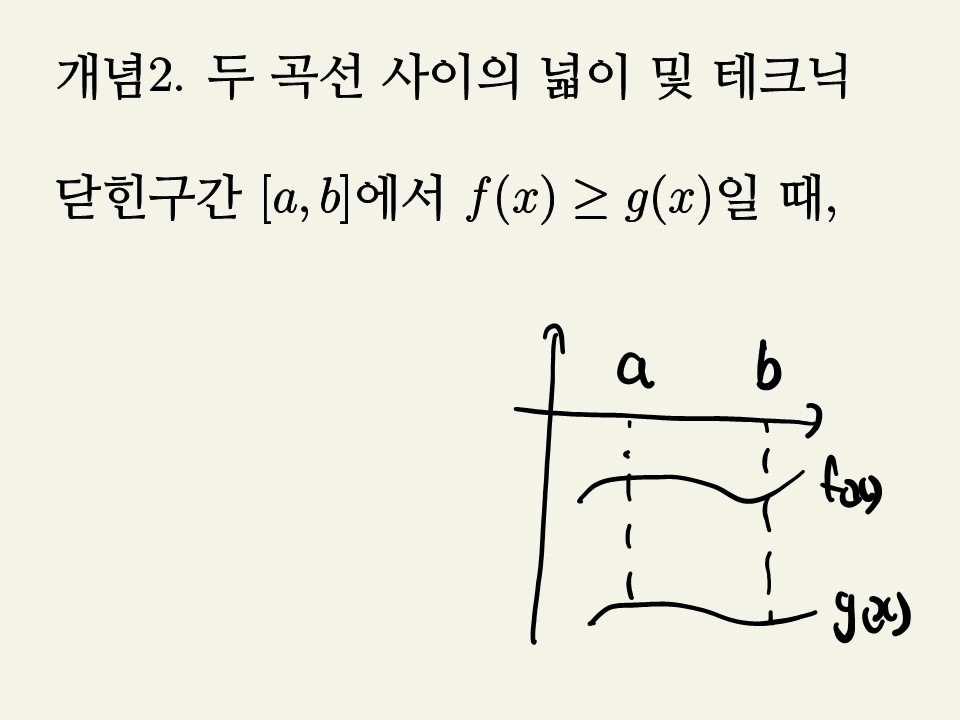 개념2. 두 곡선 사이의 넓이 및 테크닉
닫힌구간 [a, b]에서 f(x) ≥ g(x)일 때,
a b
f(x)
g(x)